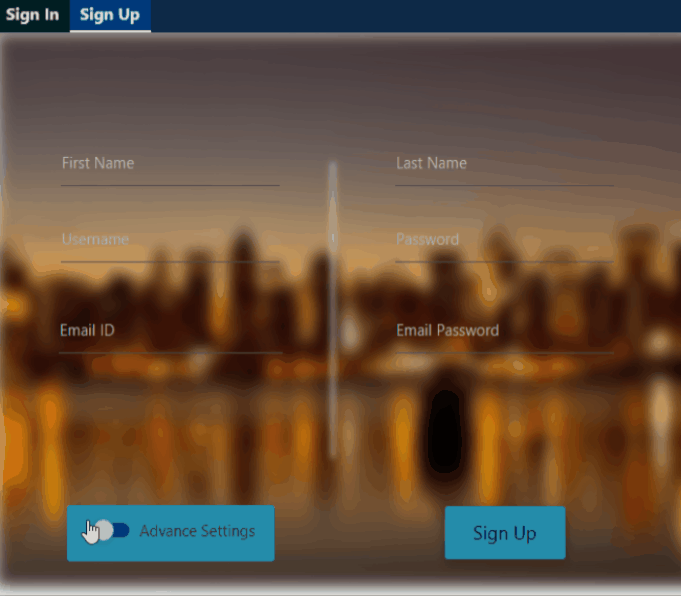 Sign In Sign Up
First Name Last Name
Username Password
Email ID Email Password
Advance Settings Sign Up